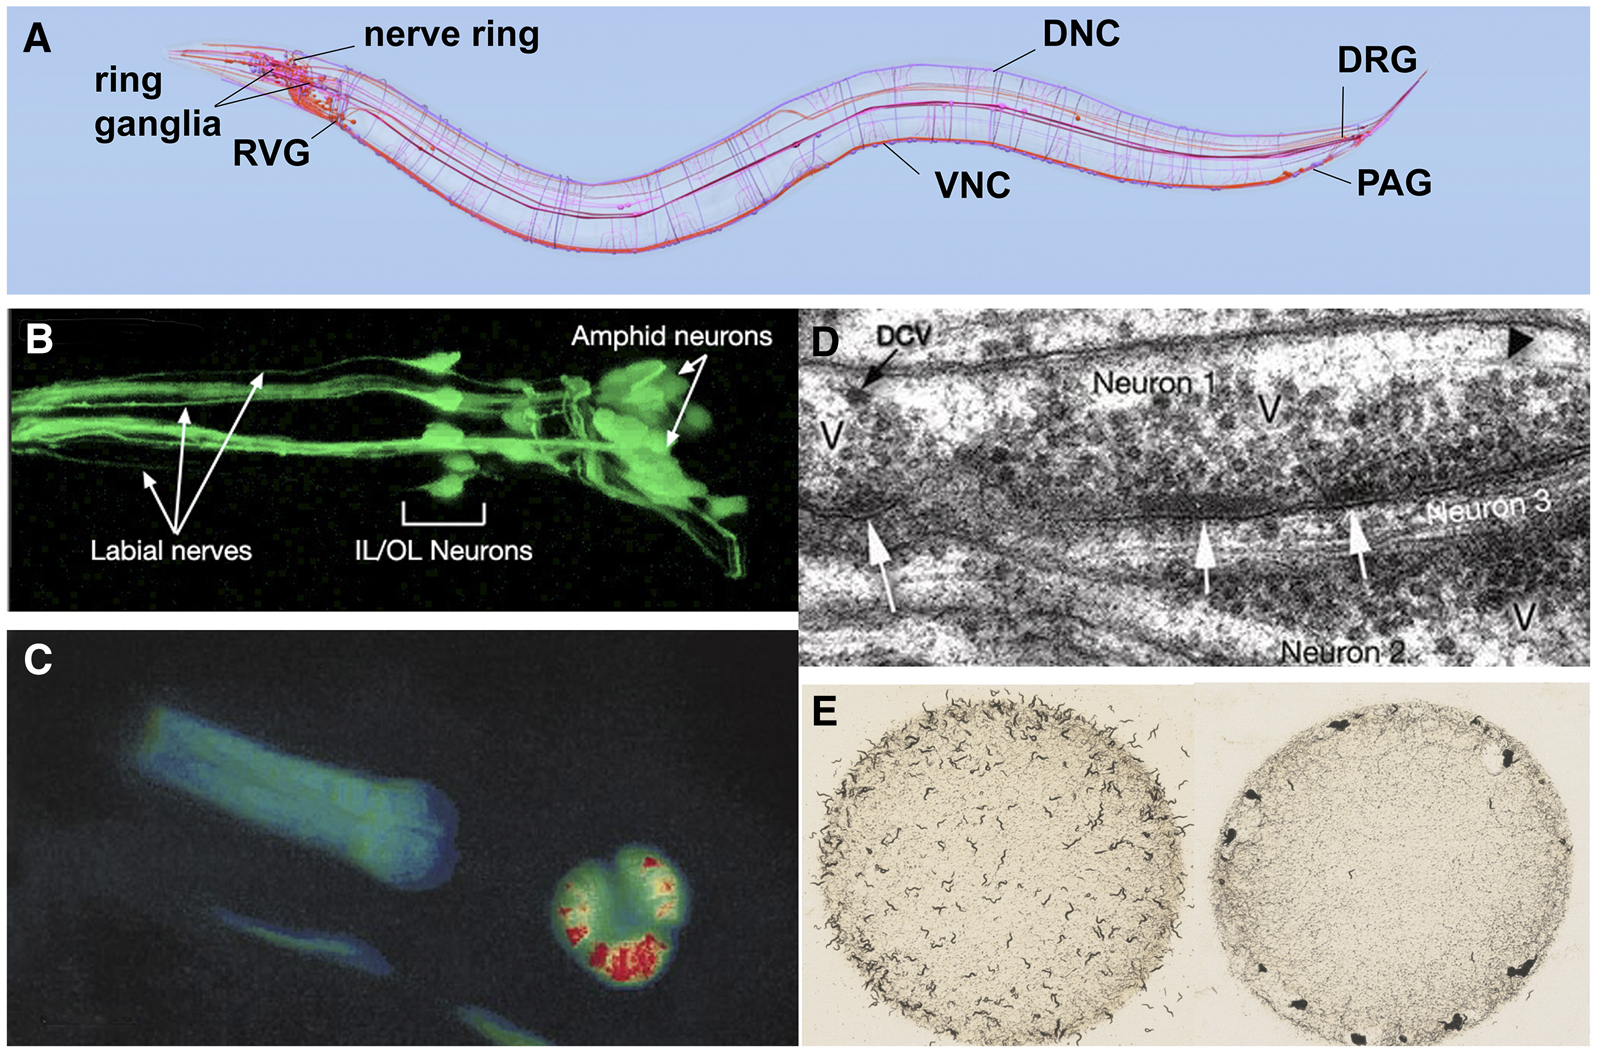 A
nerve ring
ring
ganglia
RVG
DNC
VNC
DRG
PAG
B
Amphid neurons
Labial nerves
IL/OL Neurons
C
D
DCV
Neuron 1
V
V
Neuron 3
V
Neuron 2
E